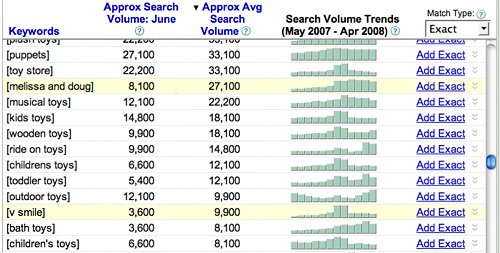 Keywords Approx Search Volume: June ? ▼ Approx Avg Search Volume ? Search Volume Trends (May 2007 - Apr 2008) ? Match Type: ?
Exact
[plush toys] 22,200 33,100 Add Exact
[puppets] 27,100 33,100 Add Exact
[toy store] 22,200 33,100 Add Exact
[melissa and doug] 8,100 27,100 Add Exact
[musical toys] 12,100 22,200 Add Exact
[kids toys] 14,800 18,100 Add Exact
[wooden toys] 9,900 18,100 Add Exact
[ride on toys] 9,900 14,800 Add Exact
[childrens toys] 6,600 12,100 Add Exact
[toddler toys] 5,400 12,100 Add Exact
[outdoor toys] 12,100 9,900 Add Exact
[v smile] 3,600 9,900 Add Exact
[bath toys] 3,600 8,100 Add Exact
[children's toys] 6,600 8,100 Add Exact